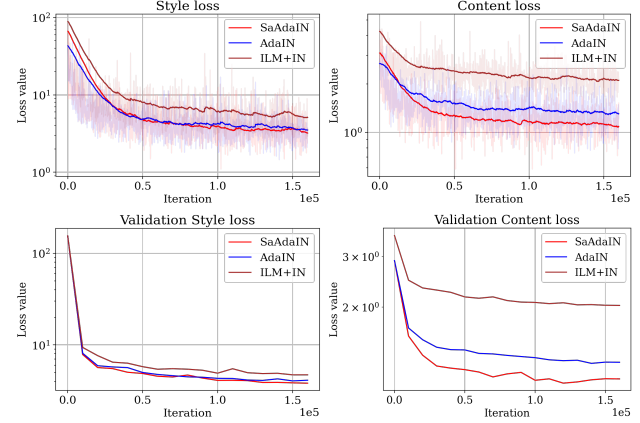 Style loss
Content loss
10²
10¹
10⁰
Loss value
SaAdaIN
AdaIN
ILM+IN
0.0 0.5 1.0 1.5
Iteration
1e5
10⁰
Loss value
SaAdaIN
AdaIN
ILM+IN
0.0 0.5 1.0 1.5
Iteration
1e5
Validation Style loss
Validation Content loss
10²
10¹
Loss value
SaAdaIN
AdaIN
ILM+IN
0.0 0.5 1.0 1.5
Iteration
1e5
3 × 10⁰
2 × 10⁰
Loss value
SaAdaIN
AdaIN
ILM+IN
0.0 0.5 1.0 1.5
Iteration
1e5